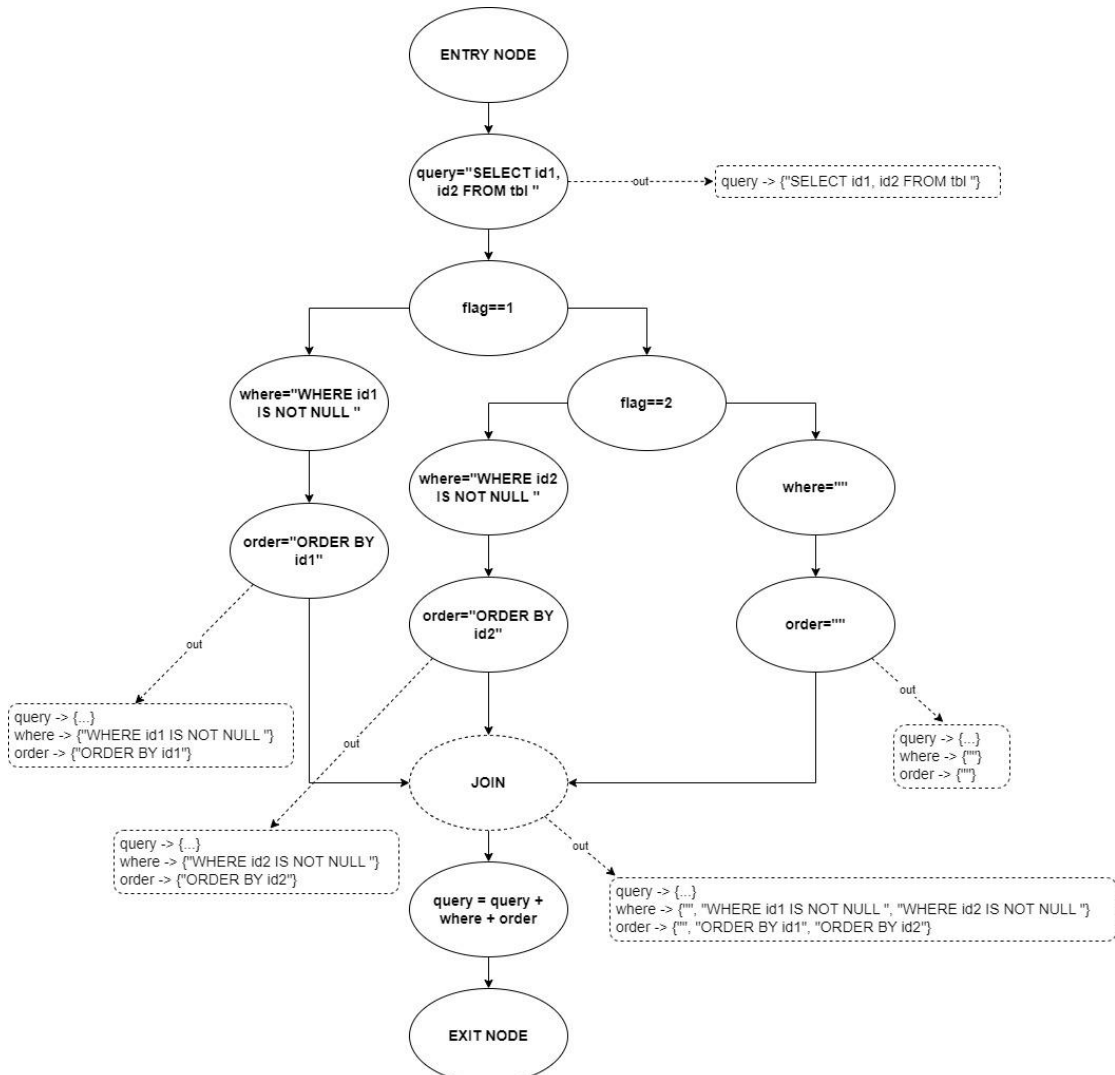 ENTRY NODE
query="SELECT id1,
id2 FROM tbl "
out
query -> {"SELECT id1, id2 FROM tbl "}
flag==1
where="WHERE id1
IS NOT NULL "
flag==2
where="WHERE id2
IS NOT NULL "
where=""
order="ORDER BY
id1"
order="ORDER BY
id2"
order=""
out
query -> {...}
where -> {"WHERE id1 IS NOT NULL "}
order -> {"ORDER BY id1"}
out
query -> {...}
where -> {""}
order -> {""}
out
JOIN
query -> {...}
where -> {"WHERE id2 IS NOT NULL "}
order -> {"ORDER BY id2"}
out
query -> {...}
where -> {"", "WHERE id1 IS NOT NULL ", "WHERE id2 IS NOT NULL "}
order -> {"", "ORDER BY id1", "ORDER BY id2"}
query = query +
where + order
EXIT NODE